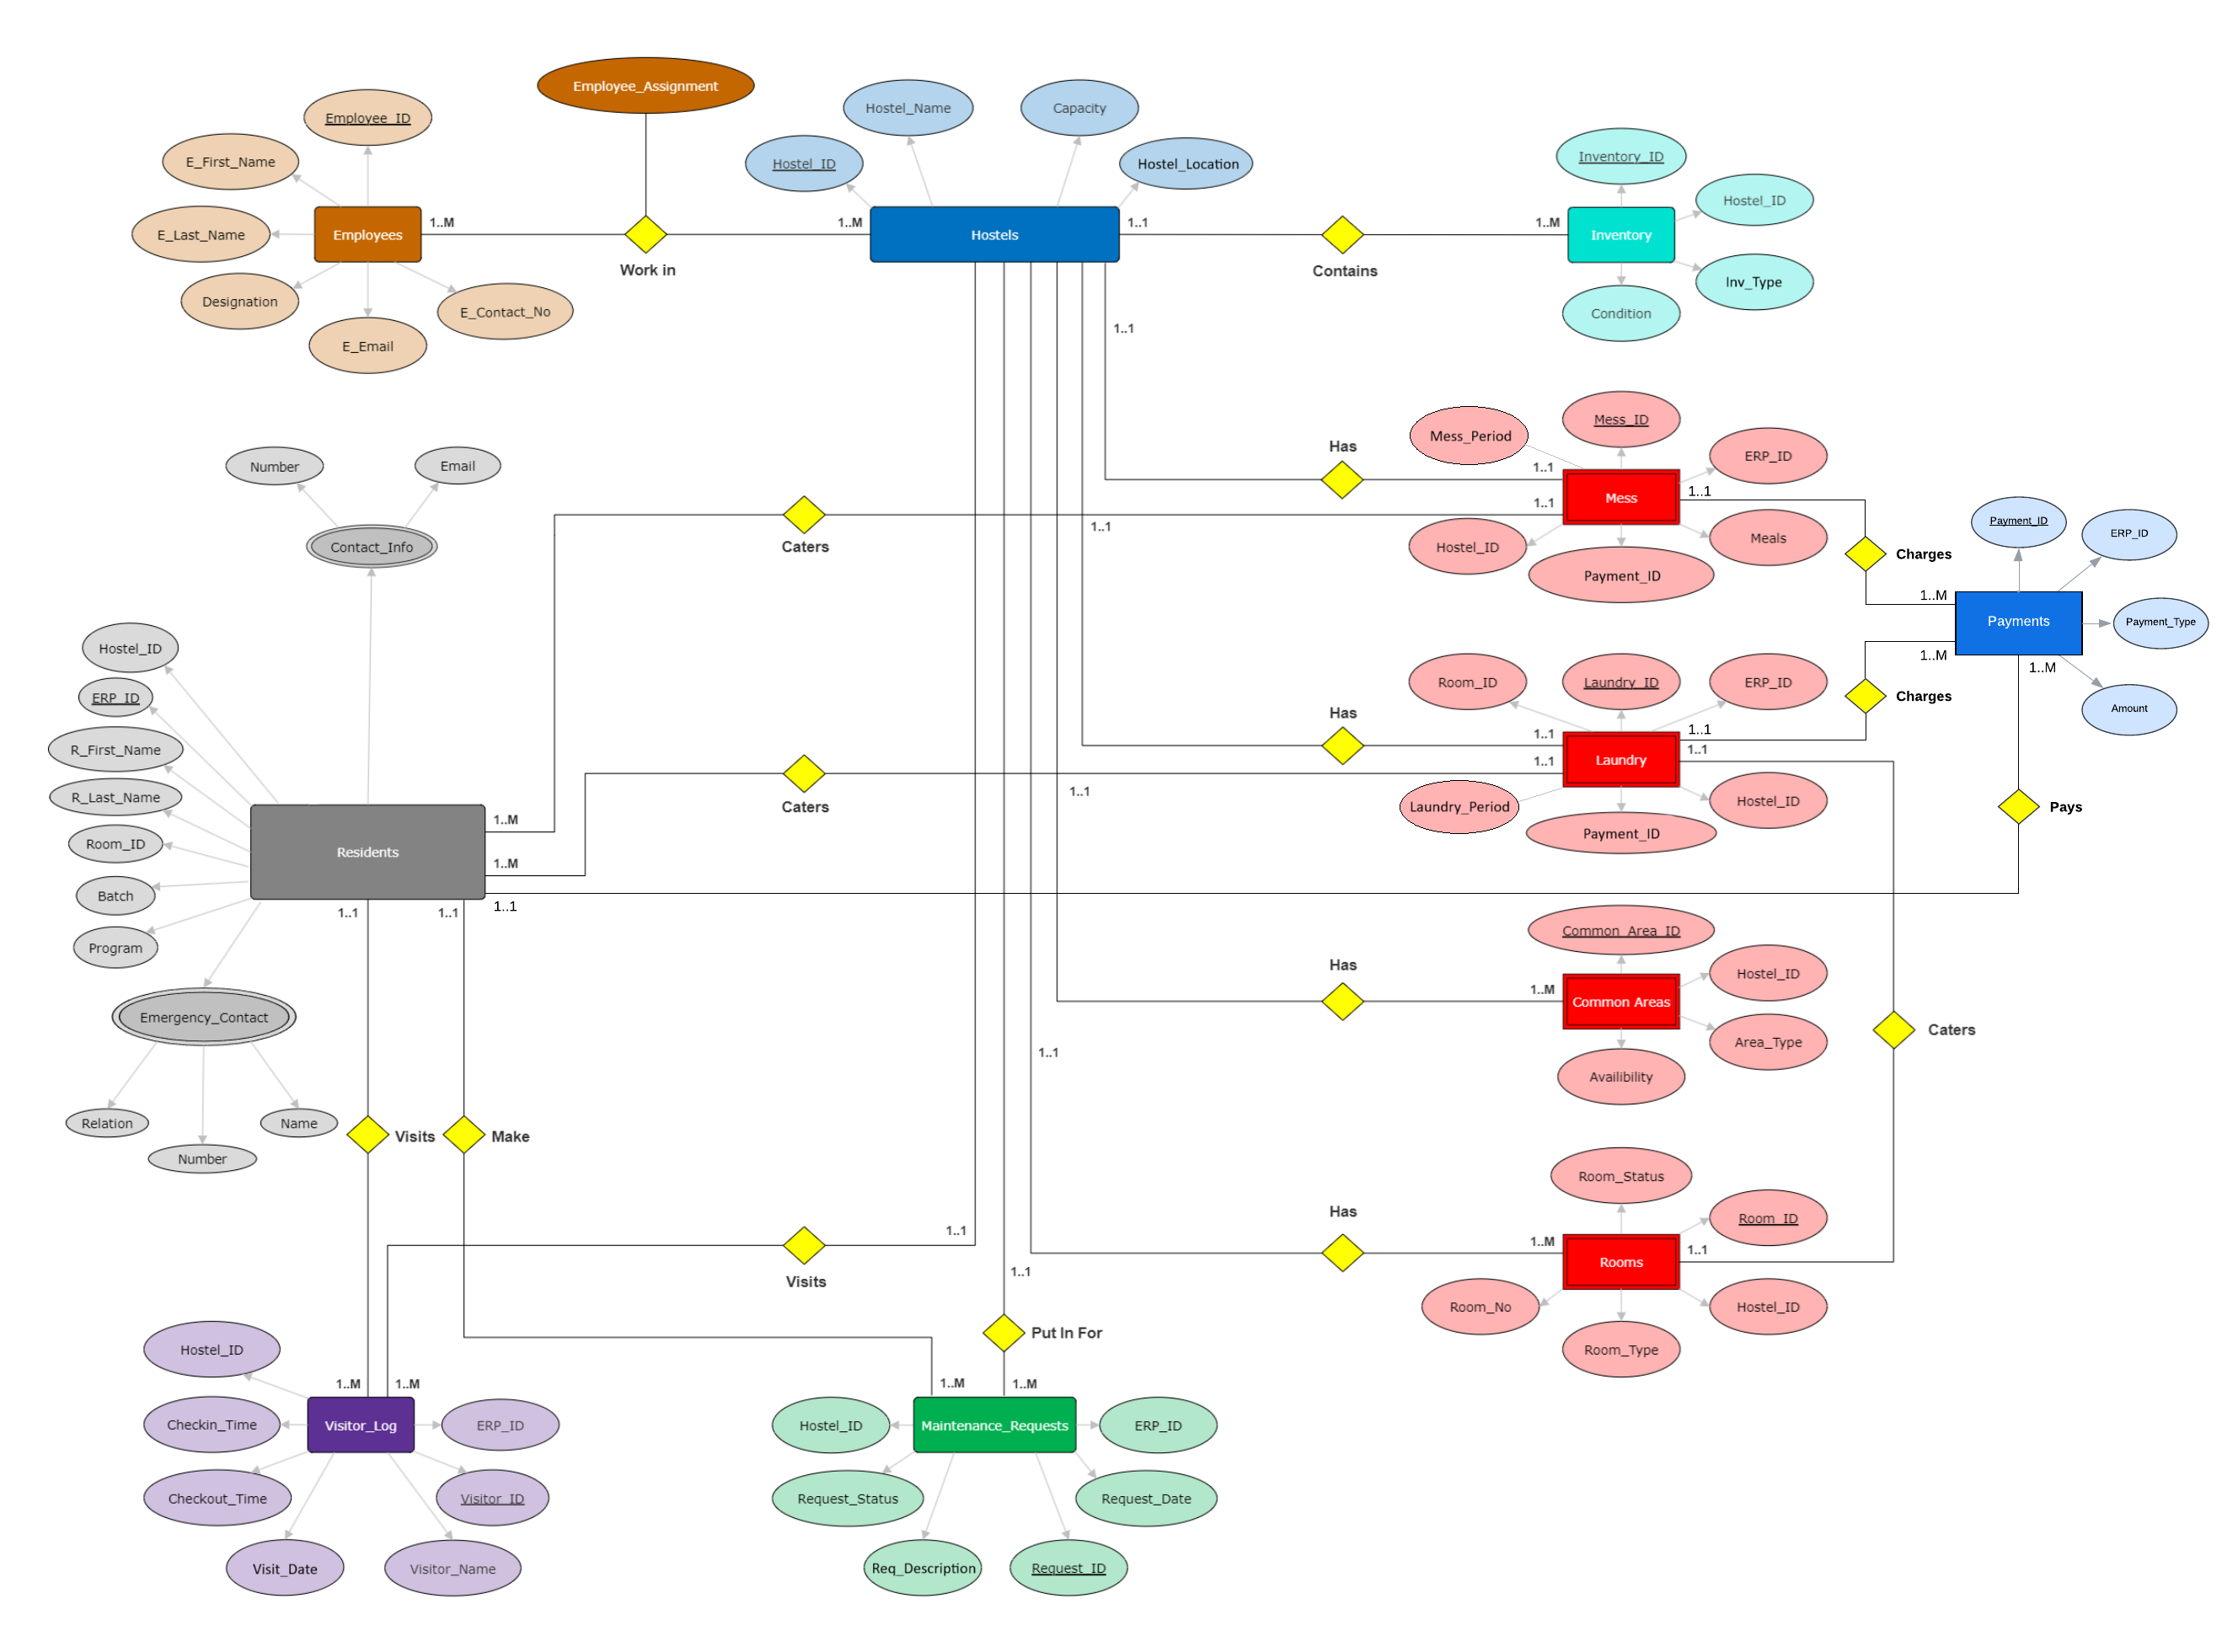 Employee_Assignment
Employee_ID
E_First_Name
E_Last_Name
Employees
Designation
E_Email
E_Contact_No
1..M
Work in
1..M
Hostel_Name
Capacity
Hostel_ID
Hostel_Location
Hostels
1..1
Contains
1..M
Inventory_ID
Hostel_ID
Inventory
Inv_Type
Condition
1..1
Has
Mess_Period
Mess_ID
ERP_ID
1..1
Mess
1..1
1..1
Hostel_ID
Payment_ID
Meals
Caters
1..1
Charges
1..M
Payment_ID
ERP_ID
Payments
Payment_Type
1..M
1..M
Amount
Charges
Number
Email
Contact_Info
Hostel_ID
ERP_ID
R_First_Name
R_Last_Name
Room_ID
Batch
Program
Residents
1..M
1..M
1..1
1..1
1..1
Room_ID
Laundry_ID
ERP_ID
Has
1..1
1..1
1..1
1..1
Laundry
Caters
1..1
Laundry_Period
Payment_ID
Hostel_ID
Pays
Emergency_Contact
Relation
Number
Name
Visits
Make
Common_Area_ID
Has
Hostel_ID
1..M
Common Areas
Area_Type
Availibility
1..1
Caters
Room_Status
Has
Room_ID
1..M
Rooms
1..1
Room_No
Room_Type
Hostel_ID
1..1
Visits
1..1
Put In For
Hostel_ID
1..M
1..M
Checkin_Time
Visitor_Log
ERP_ID
Checkout_Time
Visitor_ID
Visit_Date
Visitor_Name
1..M
1..M
Hostel_ID
Maintenance_Requests
ERP_ID
Request_Status
Request_Date
Req_Description
Request_ID